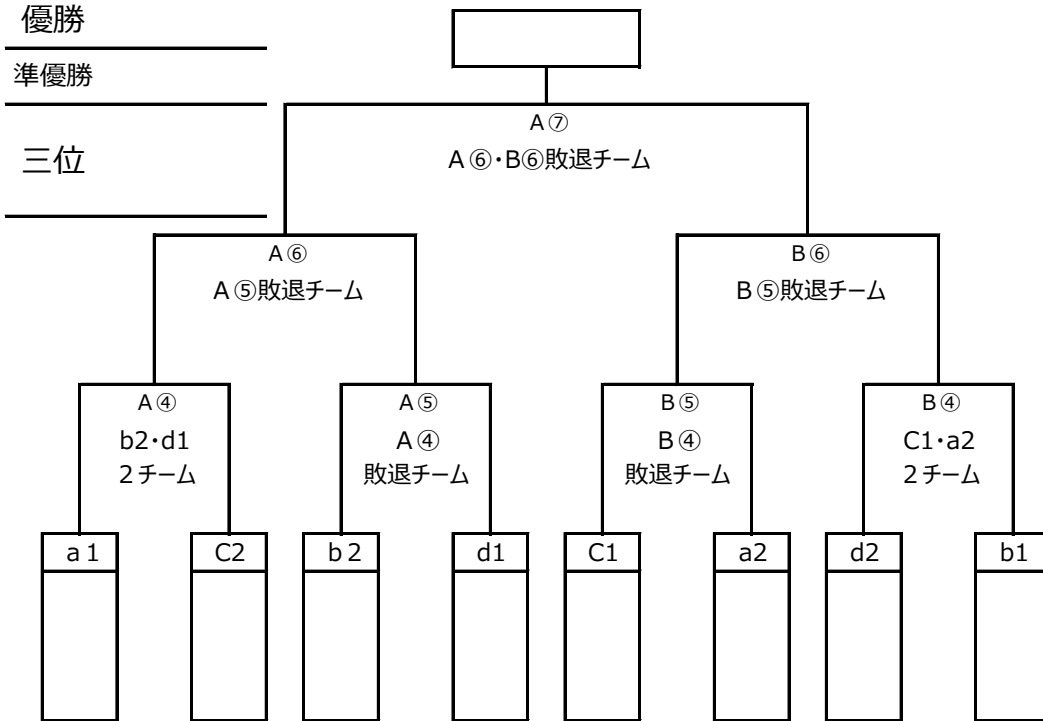 優勝
準優勝
三位
A⑦
A⑥・B⑥敗退チーム
A⑥
B⑥
A⑤敗退チーム
B⑤敗退チーム
A④
A⑤
B⑤
B④
b2・d1
A④
B④
C1・a2
2チーム
敗退チーム
敗退チーム
2チーム
a1
C2
b2
d1
C1
a2
d2
b1